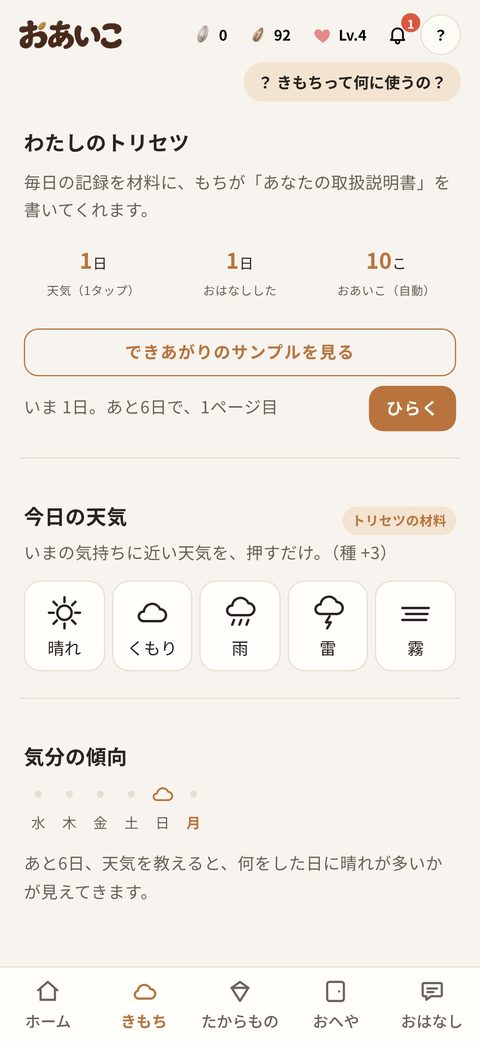 おあいこ
0
92
Lv.4
1
?
? きもちって何に使うの？
わたしのトリセツ
毎日の記録を材料に、もちが「あなたの取扱説明書」を
書いてくれます。
1日
1日
10こ
天気（1タップ）
おはなしした
おあいこ（自動）
できあがりのサンプルを見る
いま 1日。あと6日で、1ページ目
ひらく
今日の天気
トリセツの材料
いまの気持ちに近い天気を、押すだけ。（種 +3）
晴れ
くもり
雨
雷
霧
気分の傾向
水 木 金 土 日 月
あと6日、天気を教えると、何をした日に晴れが多いか
が見えてきます。
ホーム
きもち
たからもの
おへや
おはなし